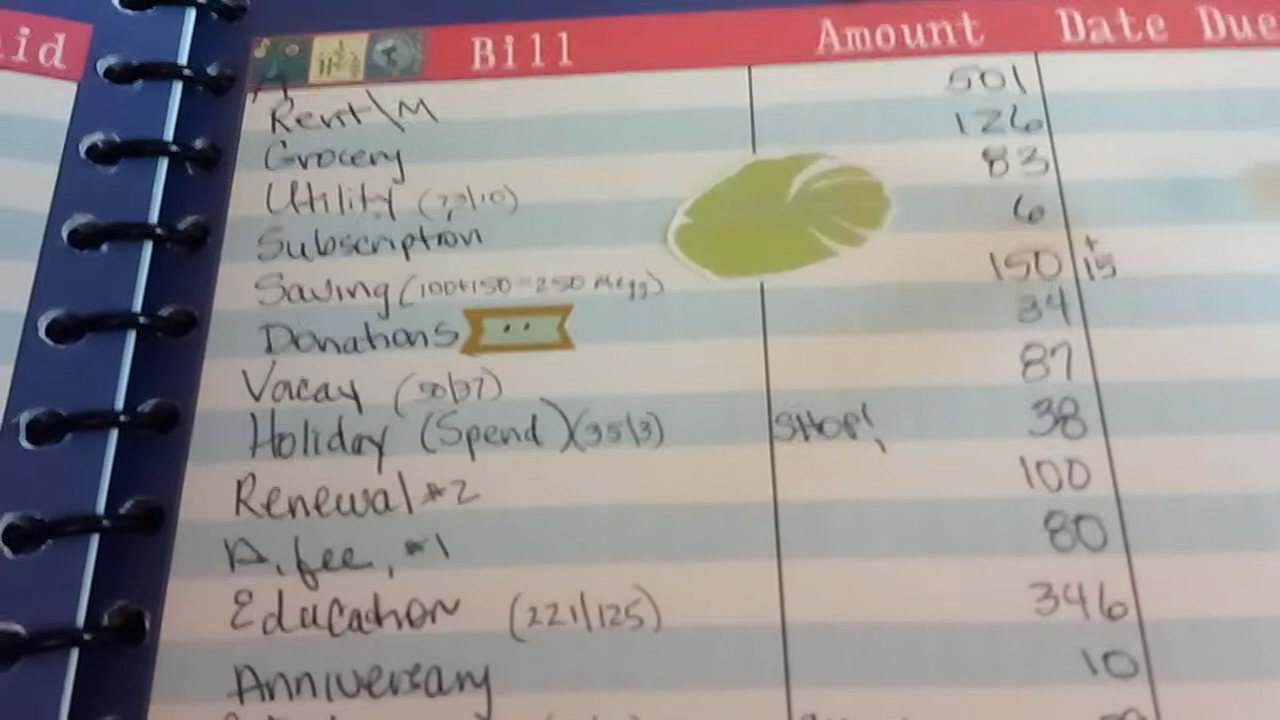 id Bill Amount Date Due
Rent\M 501
Grocery 126
Utility (73/10) 83
Subscription 6
Saving (100+150=250 Megg) 150 +15
Donations 34
Vacay (50/37) 87
Holiday (Spend) (35/3) SHOP! 38
Renewal #2 100
A. fee, #1 80
Education (221/125) 346
Anniversary 10